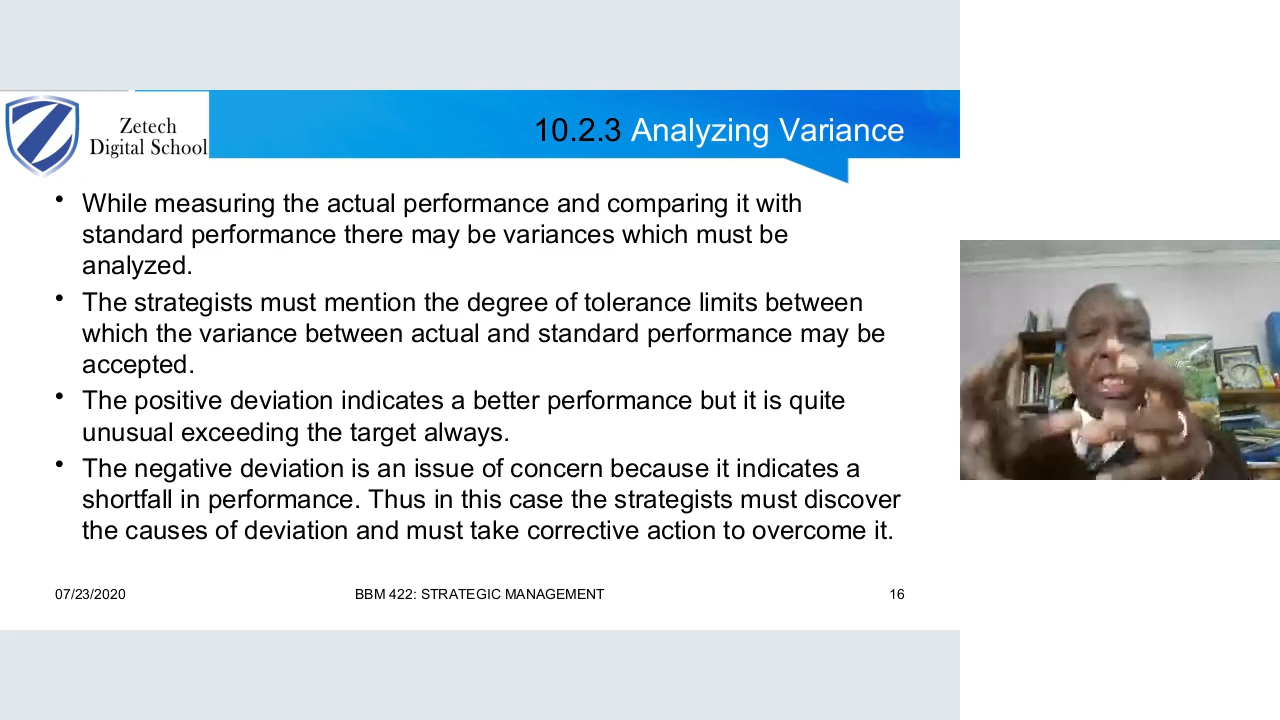 Zetech
Digital School
10.2.3 Analyzing Variance
• While measuring the actual performance and comparing it with
standard performance there may be variances which must be
analyzed.
• The strategists must mention the degree of tolerance limits between
which the variance between actual and standard performance may be
accepted.
• The positive deviation indicates a better performance but it is quite
unusual exceeding the target always.
• The negative deviation is an issue of concern because it indicates a
shortfall in performance. Thus in this case the strategists must discover
the causes of deviation and must take corrective action to overcome it.
07/23/2020
BBM 422: STRATEGIC MANAGEMENT
16